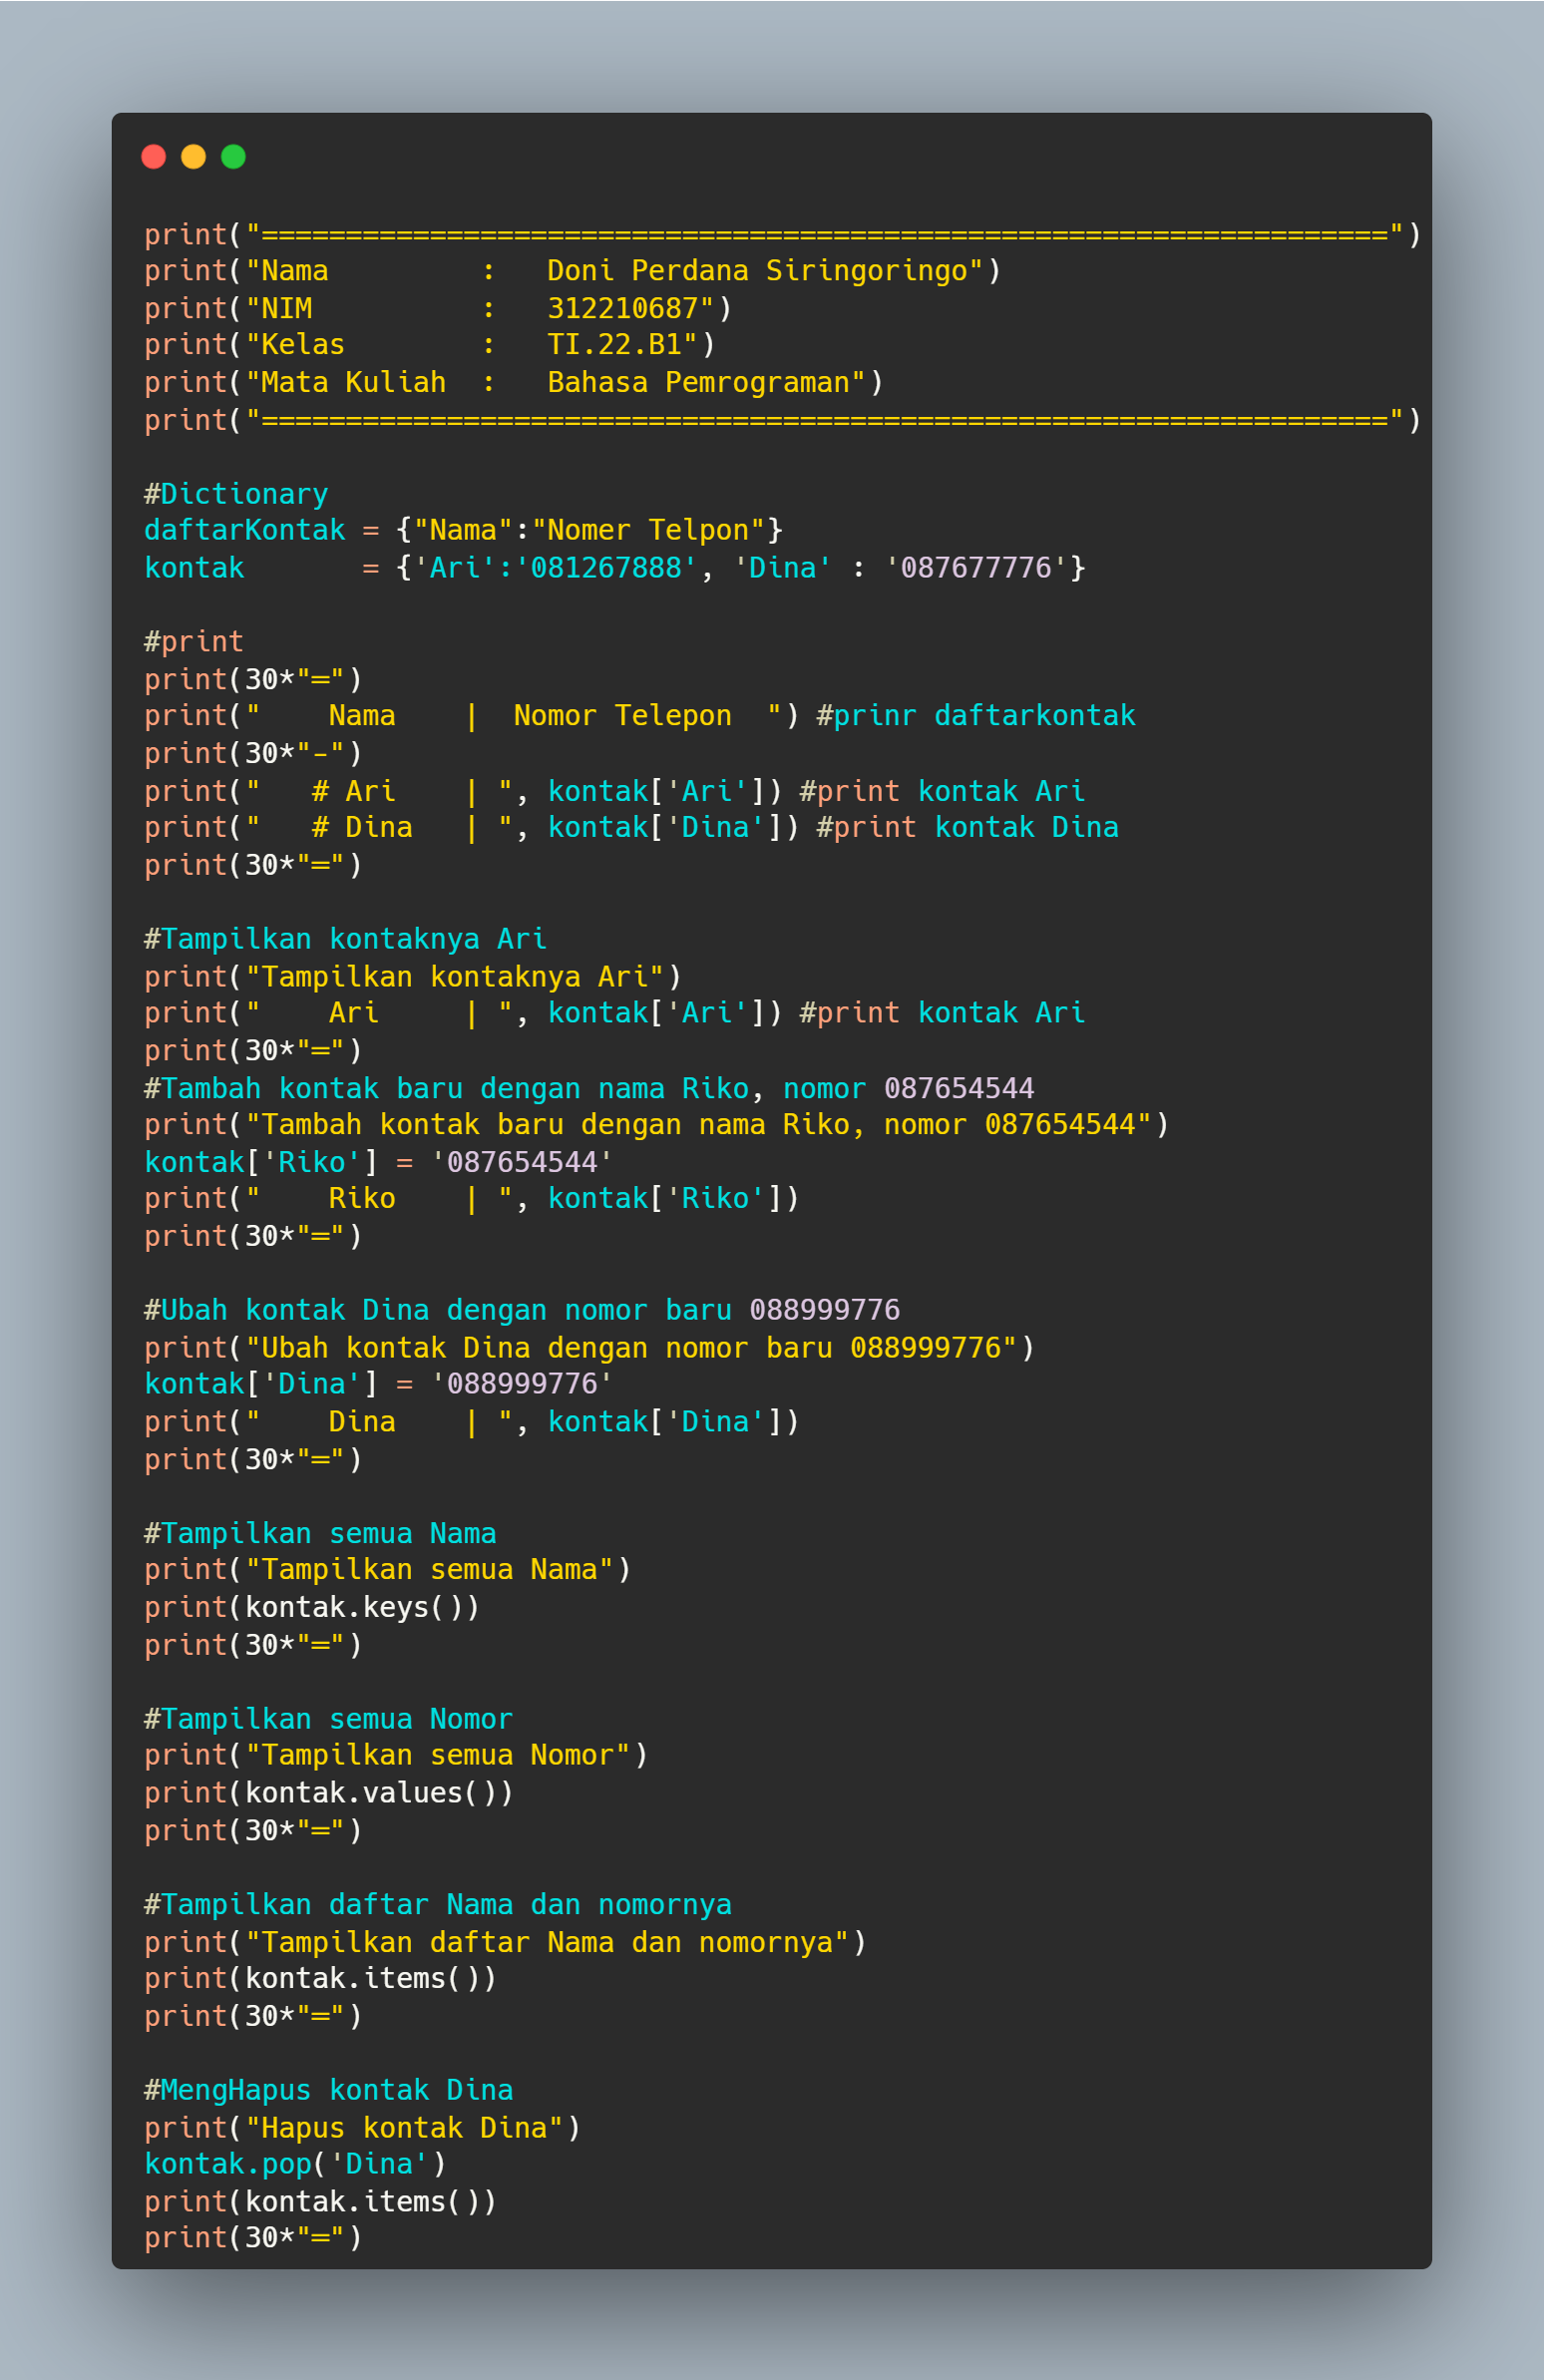 print("===================================================================")
print("Nama         :   Doni Perdana Siringoringo")
print("NIM          :   312210687")
print("Kelas        :   TI.22.B1")
print("Mata Kuliah  :   Bahasa Pemrograman")
print("===================================================================")

#Dictionary
daftarKontak = {"Nama":"Nomer Telpon"}
kontak       = {'Ari':'081267888', 'Dina' : '087677776'}

#print
print(30*"=")
print("    Nama    |  Nomor Telepon  ") #prinr daftarkontak
print(30*"-")
print("   # Ari    | ", kontak['Ari']) #print kontak Ari
print("   # Dina   | ", kontak['Dina']) #print kontak Dina
print(30*"=")

#Tampilkan kontaknya Ari
print("Tampilkan kontaknya Ari")
print("    Ari     | ", kontak['Ari']) #print kontak Ari
print(30*"=")
#Tambah kontak baru dengan nama Riko, nomor 087654544
print("Tambah kontak baru dengan nama Riko, nomor 087654544")
kontak['Riko'] = '087654544'
print("    Riko    | ", kontak['Riko'])
print(30*"=")

#Ubah kontak Dina dengan nomor baru 088999776
print("Ubah kontak Dina dengan nomor baru 088999776")
kontak['Dina'] = '088999776'
print("    Dina    | ", kontak['Dina'])
print(30*"=")

#Tampilkan semua Nama
print("Tampilkan semua Nama")
print(kontak.keys())
print(30*"=")

#Tampilkan semua Nomor
print("Tampilkan semua Nomor")
print(kontak.values())
print(30*"=")

#Tampilkan daftar Nama dan nomornya
print("Tampilkan daftar Nama dan nomornya")
print(kontak.items())
print(30*"=")

#MengHapus kontak Dina
print("Hapus kontak Dina")
kontak.pop('Dina')
print(kontak.items())
print(30*"=")